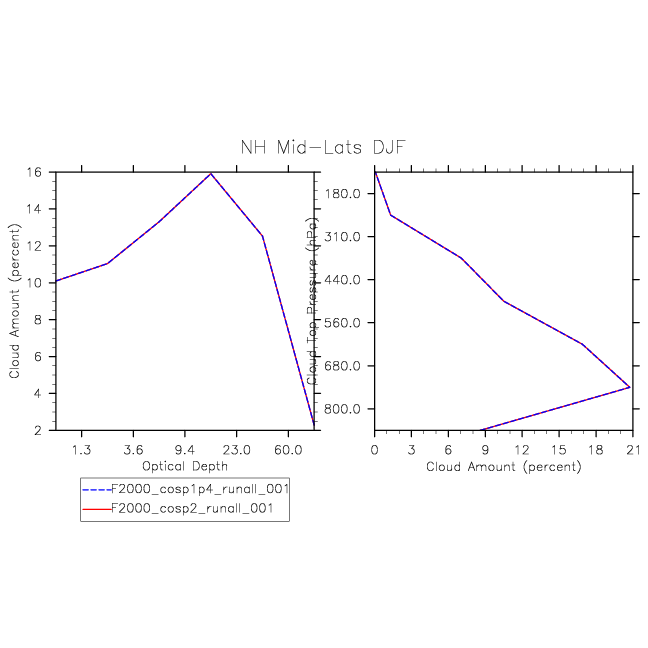 NH Mid-Lats DJF
16
14
12
10
8
6
4
2
Cloud Amount (percent)
1.3 3.6 9.4 23.0 60.0
Optical Depth
Cloud Top Pressure (hPa)
180.0
310.0
440.0
560.0
680.0
800.0
0 3 6 9 12 15 18 21
Cloud Amount (percent)
F2000_cosp1p4_runall_001
F2000_cosp2_runall_001